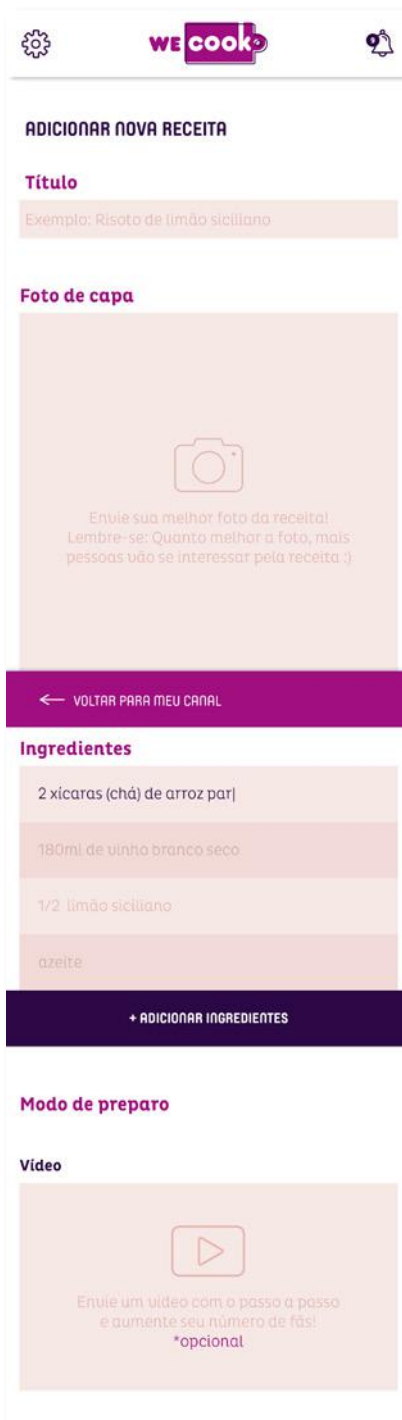 WE cook
9
ADICIONAR NOVA RECEITA
Título
Exemplo: Risoto de limão siciliano
Foto de capa
Envie sua melhor foto da receita!
Lembre-se: Quanto melhor a foto, mais
pessoas vão se interessar pela receita :)
VOLTAR PARA MEU CANAL
Ingredientes
2 xícaras (chá) de arroz par|
180ml de vinho branco seco
1/2 limão siciliano
azeite
+ ADICIONAR INGREDIENTES
Modo de preparo
Vídeo
Envie um vídeo com o passo a passo
e aumente seu número de fãs!
*opcional